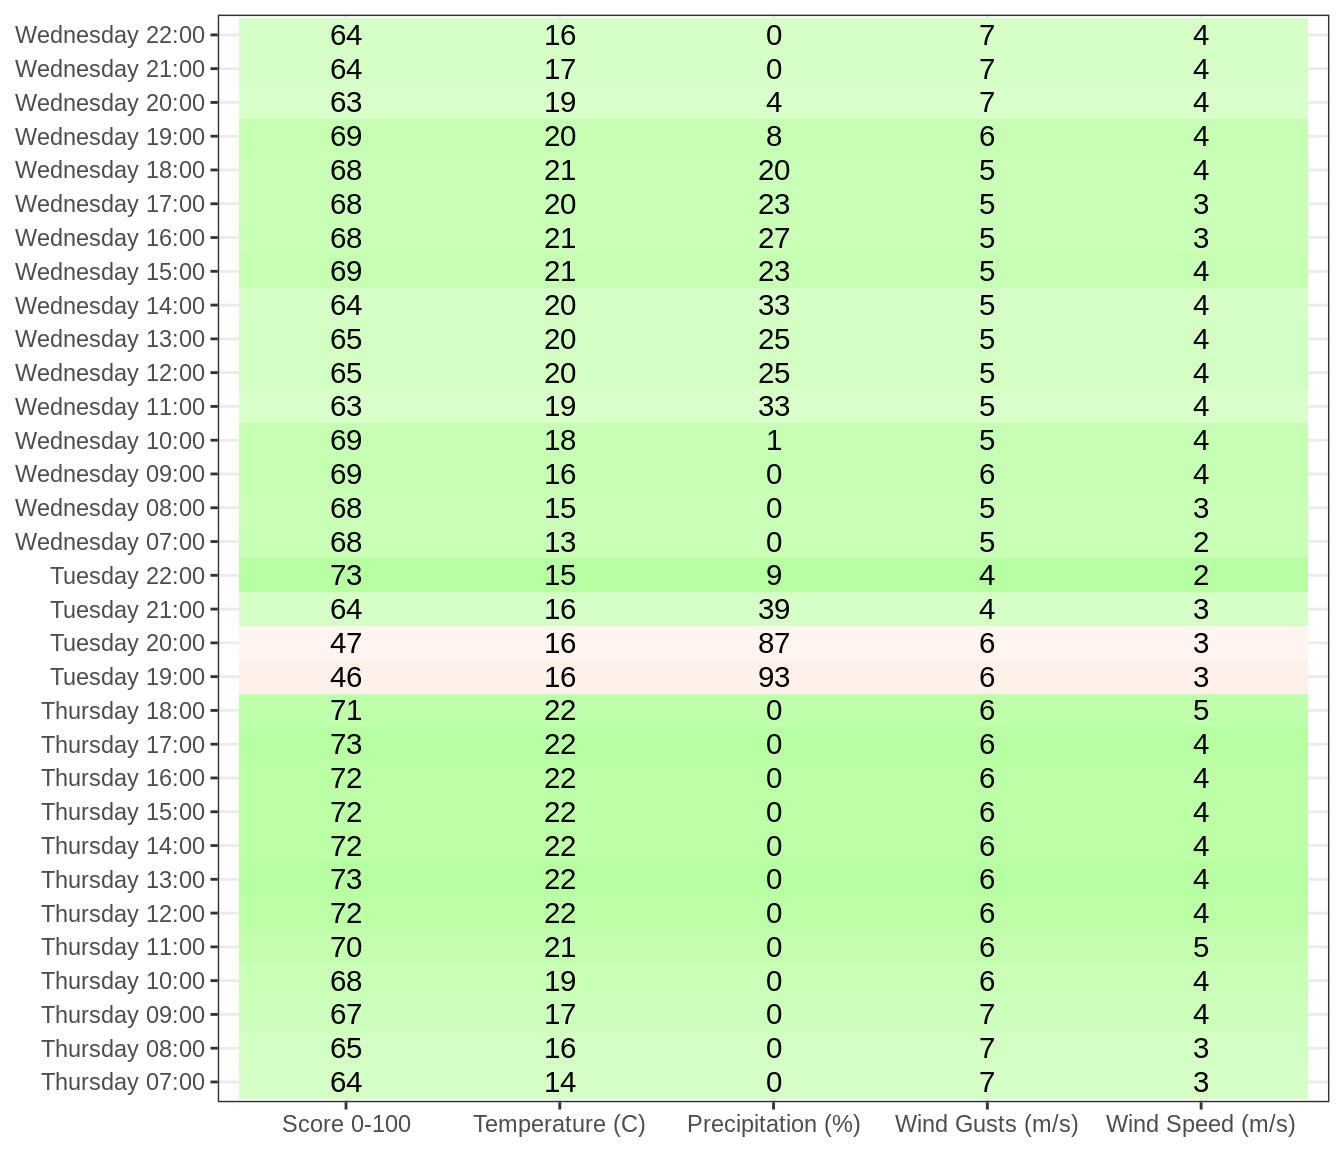 Wednesday 22:00 64 16 0 7 4
Wednesday 21:00 64 17 0 7 4
Wednesday 20:00 63 19 4 7 4
Wednesday 19:00 69 20 8 6 4
Wednesday 18:00 68 21 20 5 4
Wednesday 17:00 68 20 23 5 3
Wednesday 16:00 68 21 27 5 3
Wednesday 15:00 69 21 23 5 4
Wednesday 14:00 64 20 33 5 4
Wednesday 13:00 65 20 25 5 4
Wednesday 12:00 65 20 25 5 4
Wednesday 11:00 63 19 33 5 4
Wednesday 10:00 69 18 1 5 4
Wednesday 09:00 69 16 0 6 4
Wednesday 08:00 68 15 0 5 3
Wednesday 07:00 68 13 0 5 2
Tuesday 22:00 73 15 9 4 2
Tuesday 21:00 64 16 39 4 3
Tuesday 20:00 47 16 87 6 3
Tuesday 19:00 46 16 93 6 3
Thursday 18:00 71 22 0 6 5
Thursday 17:00 73 22 0 6 4
Thursday 16:00 72 22 0 6 4
Thursday 15:00 72 22 0 6 4
Thursday 14:00 72 22 0 6 4
Thursday 13:00 73 22 0 6 4
Thursday 12:00 72 22 0 6 4
Thursday 11:00 70 21 0 6 5
Thursday 10:00 68 19 0 6 4
Thursday 09:00 67 17 0 7 4
Thursday 08:00 65 16 0 7 3
Thursday 07:00 64 14 0 7 3
Score 0-100 Temperature (C) Precipitation (%) Wind Gusts (m/s) Wind Speed (m/s)